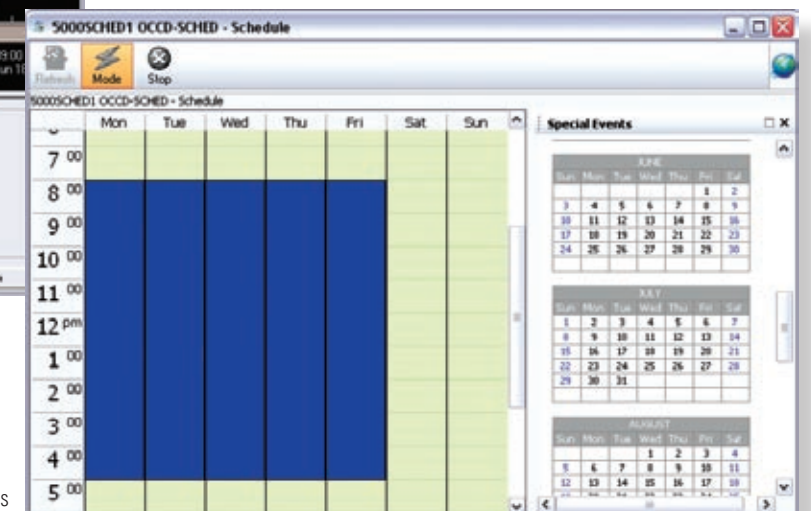 9:00
un 18
5000SCHED1 OCCD-SCHED - Schedule
Refresh Mode Stop
5000SCHED1 OCCD-SCHED - Schedule
Mon Tue Wed Thu Fri Sat Sun
7 00
8 00
9 00
10 00
11 00
12 pm
1 00
2 00
3 00
4 00
5 00
s
Special Events
JUNE
Sun Mon Tue Wed Thu Fri Sat
1 2
3 4 5 6 7 8 9
10 11 12 13 14 15 16
17 18 19 20 21 22 23
24 25 26 27 28 29 30
JULY
Sun Mon Tue Wed Thu Fri Sat
1 2 3 4 5 6 7
8 9 10 11 12 13 14
15 16 17 18 19 20 21
22 23 24 25 26 27 28
29 30 31
AUGUST
Sun Mon Tue Wed Thu Fri Sat
1 2 3 4
5 6 7 8 9 10 11
12 13 14 15 16 17 18